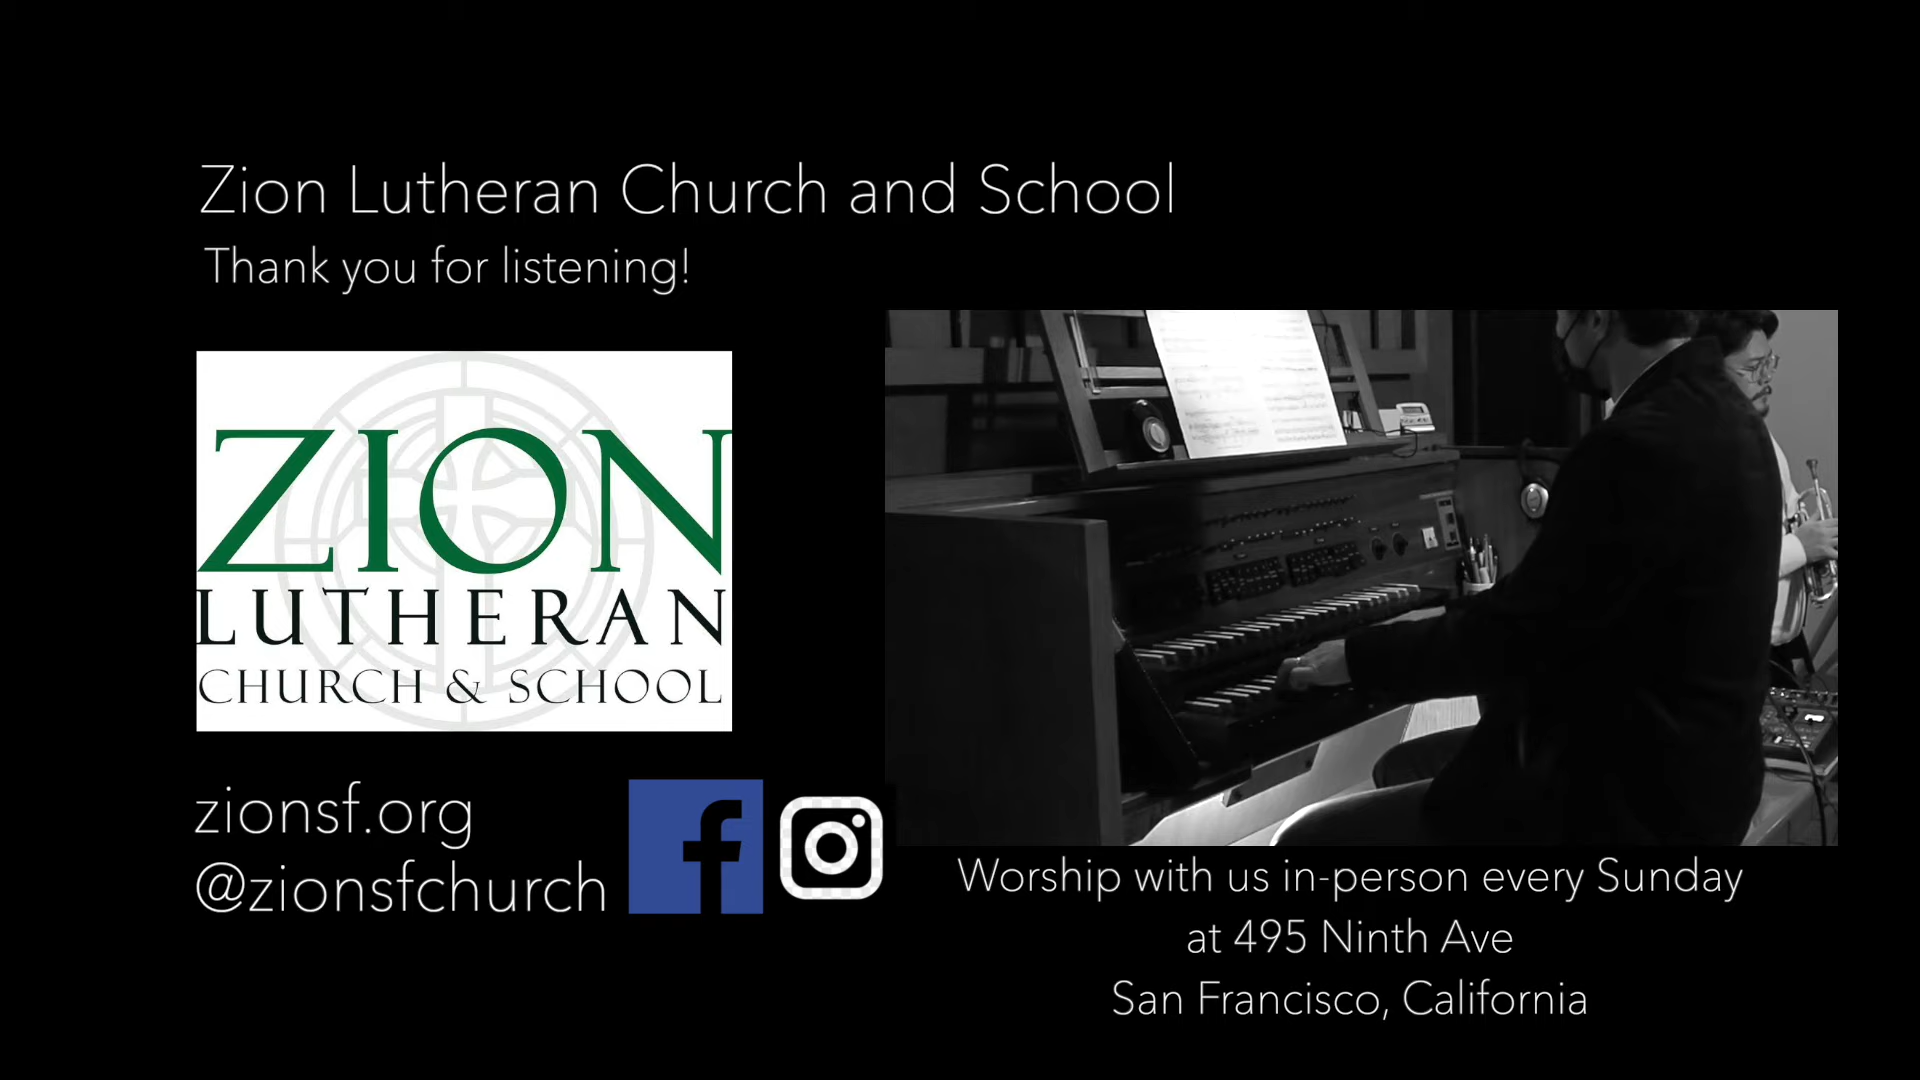 Zion Lutheran Church and School
Thank you for listening!
ZION
LUTHERAN
CHURCH & SCHOOL
zionsf.org
@zionsfchurch
Worship with us in-person every Sunday
at 495 Ninth Ave
San Francisco, California